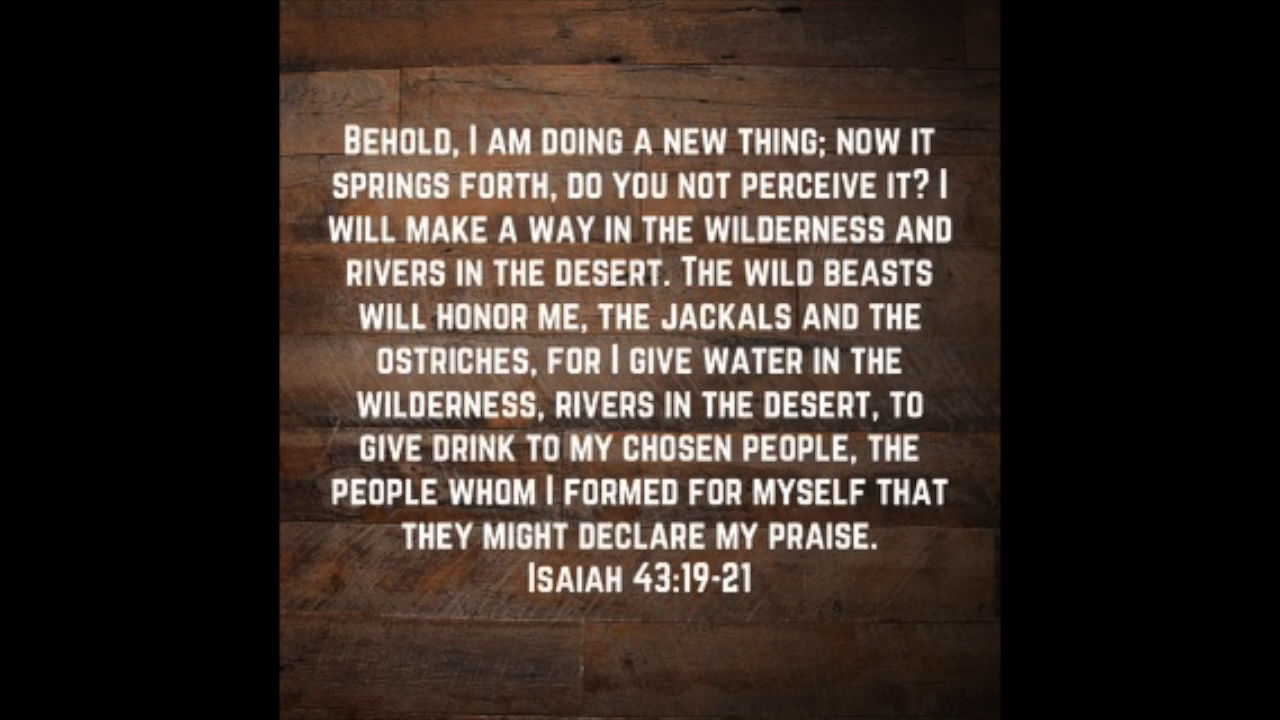 Behold, I am doing a new thing; now it
springs forth, do you not perceive it? I
will make a way in the wilderness and
rivers in the desert. The wild beasts
will honor me, the jackals and the
ostriches, for I give water in the
wilderness, rivers in the desert, to
give drink to my chosen people, the
people whom I formed for myself that
they might declare my praise.
Isaiah 43:19-21